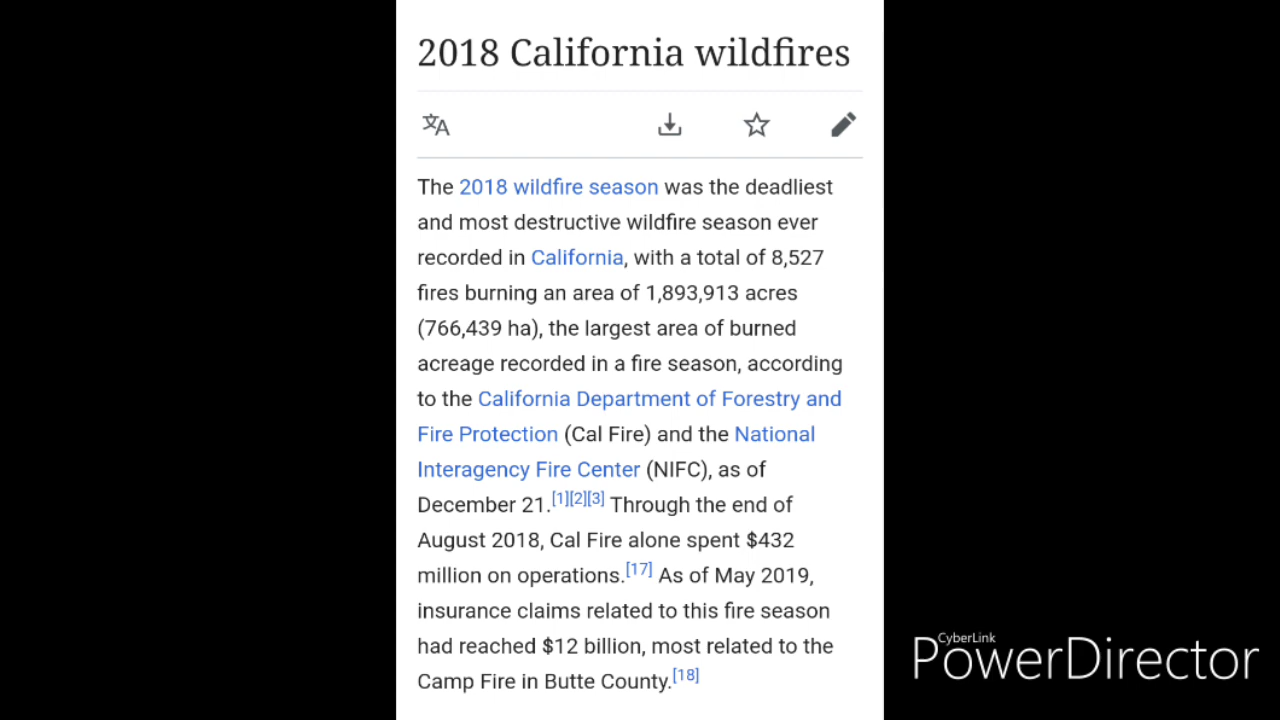 2018 California wildfires
文A
The 2018 wildfire season was the deadliest
and most destructive wildfire season ever
recorded in California, with a total of 8,527
fires burning an area of 1,893,913 acres
(766,439 ha), the largest area of burned
acreage recorded in a fire season, according
to the California Department of Forestry and
Fire Protection (Cal Fire) and the National
Interagency Fire Center (NIFC), as of
December 21.[1][2][3] Through the end of
August 2018, Cal Fire alone spent $432
million on operations.[17] As of May 2019,
insurance claims related to this fire season
had reached $12 billion, most related to the
Camp Fire in Butte County.[18]
CyberLink
PowerDirector